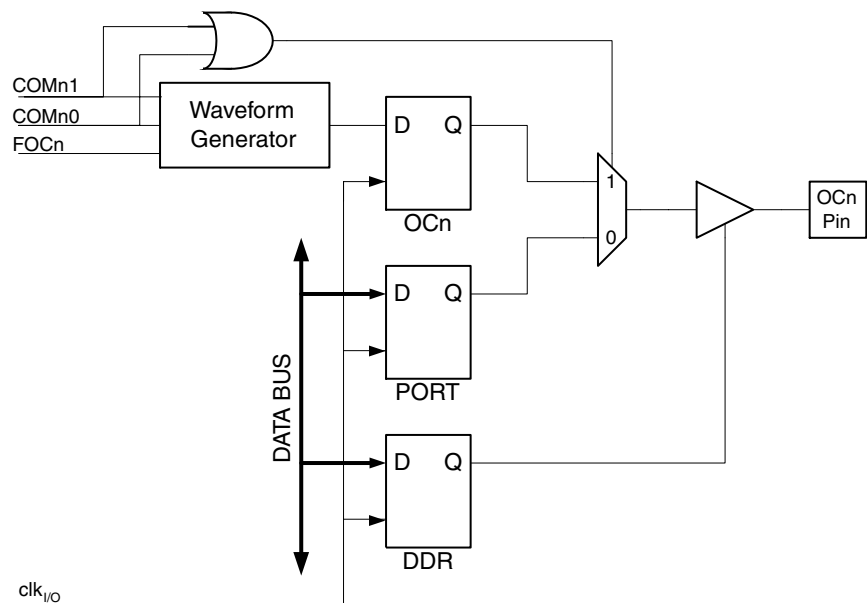 COMn1
COMn0
FOCn
Waveform
Generator
D Q
OCn
1
0
OCn
Pin
D Q
PORT
DATA BUS
D Q
DDR
clkI/O